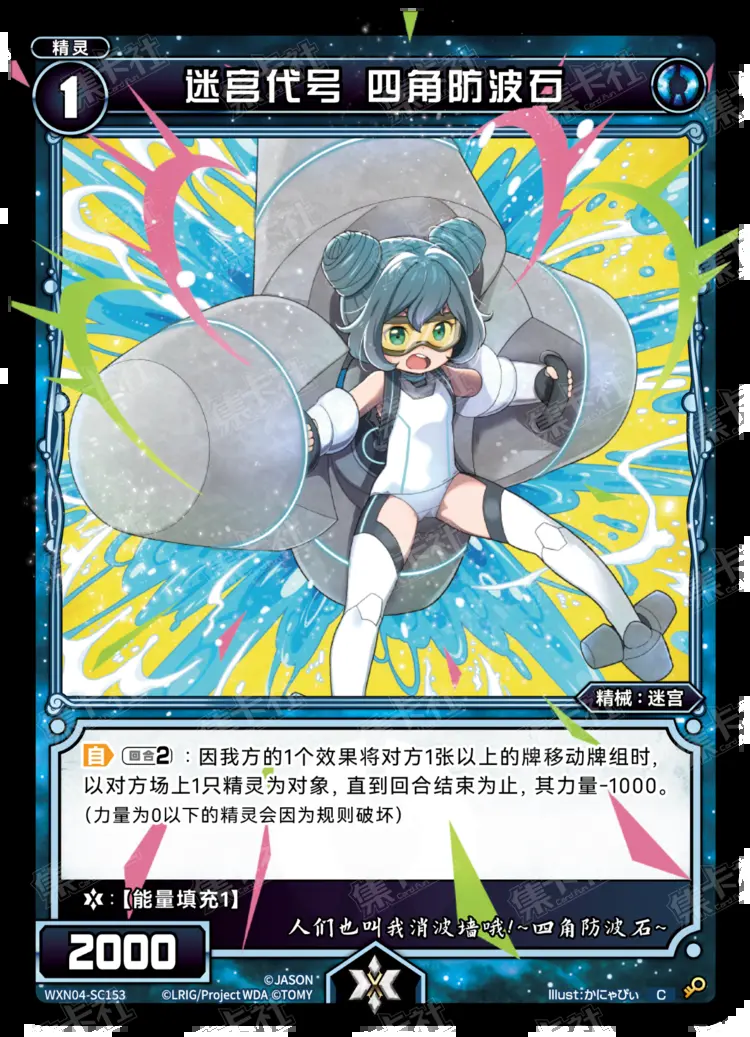 精灵
1
迷宫代号 四角防波石
精械：迷宫
自 回合2：因我方的1个效果将对方1张以上的牌移动牌组时，
以对方场上1只精灵为对象，直到回合结束为止，其力量-1000。
（力量为0以下的精灵会因为规则破坏）
：【能量填充1】
人们也叫我消波墙哦!~四角防波石~
2000
©JASON
WXN04-SC153 ©LRIG/Project WDA ©TOMY Illust:かにゃぴぃ C
集卡社